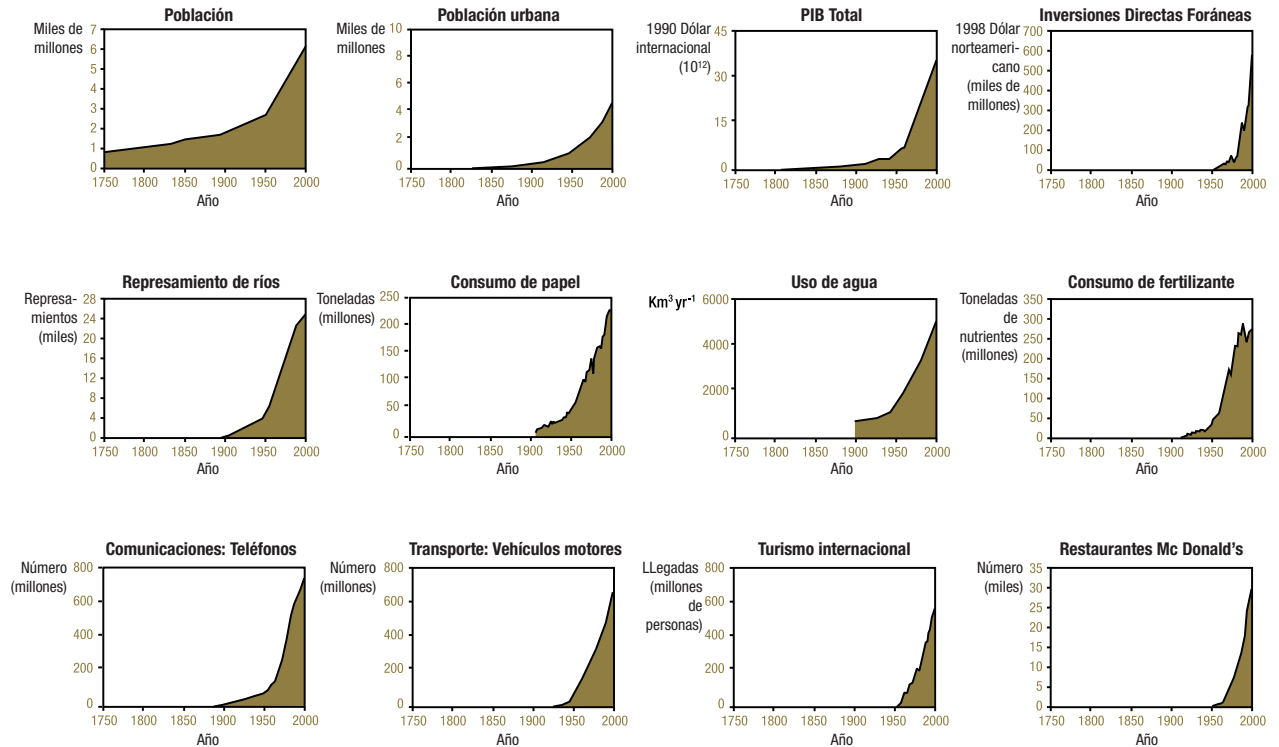 Población
Miles de
millones
7
6
5
4
3
2
1
0
1750 1800 1850 1900 1950 2000
Año
Población urbana
Miles de
millones
10
8
6
4
2
0
1750 1800 1850 1900 1950 2000
Año
PIB Total
1990 Dólar
internacional
(10¹²)
45
30
15
0
1750 1800 1850 1900 1950 2000
Año
Inversiones Directas Foráneas
1998 Dólar
norteameri-
cano
(miles de
millones)
700
600
500
400
300
200
100
0
1750 1800 1850 1900 1950 2000
Año
Represamiento de ríos
Represa-
mientos
(miles)
28
24
20
16
12
8
4
0
1750 1800 1850 1900 1950 2000
Año
Consumo de papel
Toneladas
(millones)
250
200
150
100
50
0
1750 1800 1850 1900 1950 2000
Año
Uso de agua
Km³ yr⁻¹
6000
4000
2000
0
1750 1800 1850 1900 1950 2000
Año
Consumo de fertilizante
Toneladas
de
nutrientes
(millones)
350
300
250
200
150
100
50
0
1750 1800 1850 1900 1950 2000
Año
Comunicaciones: Teléfonos
Número
(millones)
800
600
400
200
0
1750 1800 1850 1900 1950 2000
Año
Transporte: Vehículos motores
Número
(millones)
800
600
400
200
0
1750 1800 1850 1900 1950 2000
Año
Turismo internacional
LLegadas
(millones
de
personas)
800
600
400
200
0
1750 1800 1850 1900 1950 2000
Año
Restaurantes Mc Donald's
Número
(miles)
35
30
25
20
15
10
5
0
1750 1800 1850 1900 1950 2000
Año